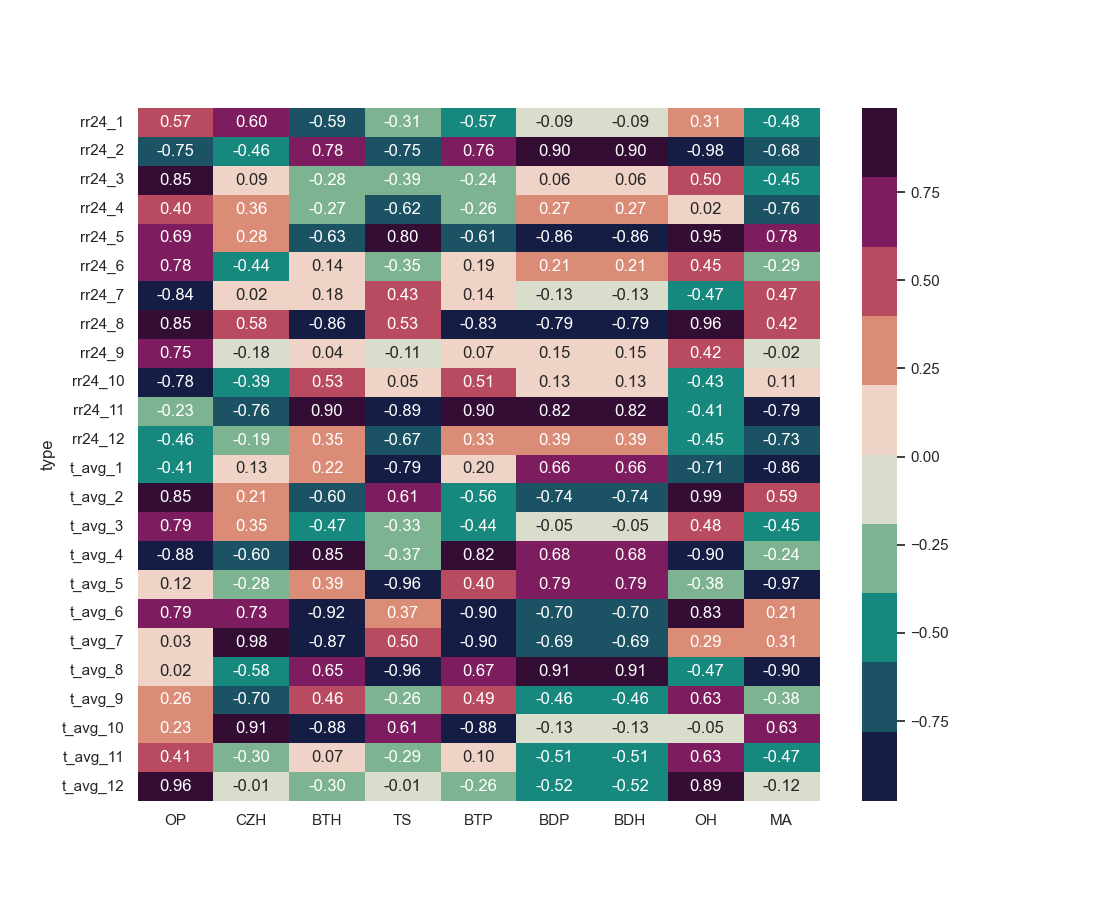 rr24_1 0.57 0.60 -0.59 -0.31 -0.57 -0.09 -0.09 0.31 -0.48
rr24_2 -0.75 -0.46 0.78 -0.75 0.76 0.90 0.90 -0.98 -0.68
rr24_3 0.85 0.09 -0.28 -0.39 -0.24 0.06 0.06 0.50 -0.45
rr24_4 0.40 0.36 -0.27 -0.62 -0.26 0.27 0.27 0.02 -0.76
rr24_5 0.69 0.28 -0.63 0.80 -0.61 -0.86 -0.86 0.95 0.78
rr24_6 0.78 -0.44 0.14 -0.35 0.19 0.21 0.21 0.45 -0.29
rr24_7 -0.84 0.02 0.18 0.43 0.14 -0.13 -0.13 -0.47 0.47
rr24_8 0.85 0.58 -0.86 0.53 -0.83 -0.79 -0.79 0.96 0.42
rr24_9 0.75 -0.18 0.04 -0.11 0.07 0.15 0.15 0.42 -0.02
rr24_10 -0.78 -0.39 0.53 0.05 0.51 0.13 0.13 -0.43 0.11
rr24_11 -0.23 -0.76 0.90 -0.89 0.90 0.82 0.82 -0.41 -0.79
rr24_12 -0.46 -0.19 0.35 -0.67 0.33 0.39 0.39 -0.45 -0.73
type
t_avg_1 -0.41 0.13 0.22 -0.79 0.20 0.66 0.66 -0.71 -0.86
t_avg_2 0.85 0.21 -0.60 0.61 -0.56 -0.74 -0.74 0.99 0.59
t_avg_3 0.79 0.35 -0.47 -0.33 -0.44 -0.05 -0.05 0.48 -0.45
t_avg_4 -0.88 -0.60 0.85 -0.37 0.82 0.68 0.68 -0.90 -0.24
t_avg_5 0.12 -0.28 0.39 -0.96 0.40 0.79 0.79 -0.38 -0.97
t_avg_6 0.79 0.73 -0.92 0.37 -0.90 -0.70 -0.70 0.83 0.21
t_avg_7 0.03 0.98 -0.87 0.50 -0.90 -0.69 -0.69 0.29 0.31
t_avg_8 0.02 -0.58 0.65 -0.96 0.67 0.91 0.91 -0.47 -0.90
t_avg_9 0.26 -0.70 0.46 -0.26 0.49 -0.46 -0.46 0.63 -0.38
t_avg_10 0.23 0.91 -0.88 0.61 -0.88 -0.13 -0.13 -0.05 0.63
t_avg_11 0.41 -0.30 0.07 -0.29 0.10 -0.51 -0.51 0.63 -0.47
t_avg_12 0.96 -0.01 -0.30 -0.01 -0.26 -0.52 -0.52 0.89 -0.12
OP CZH BTH TS BTP BDP BDH OH MA
0.75
0.50
0.25
0.00
−0.25
−0.50
−0.75